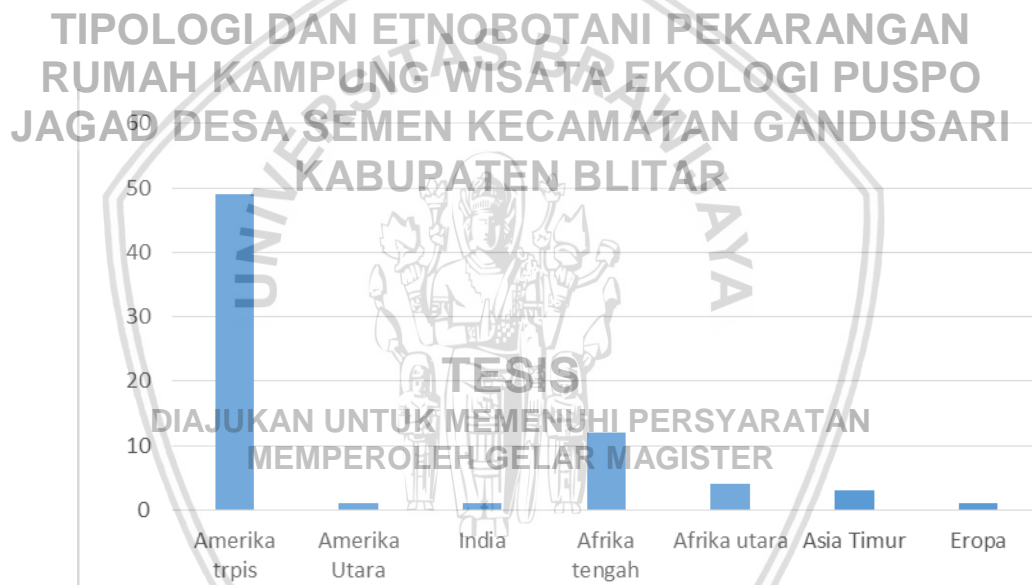 TIPOLOGI DAN ETNOBOTANI PEKARANGAN
RUMAH KAMPUNG WISATA EKOLOGI PUSPO
JAGAD DESA SEMEN KECAMATAN GANDUSARI
KABUPATEN BLITAR
UNIVERSITAS BRAWIJAYA
TESIS
DIAJUKAN UNTUK MEMENUHI PERSYARATAN
MEMPEROLEH GELAR MAGISTER
60
50
40
30
20
10
0
Amerika trpis
Amerika Utara
India
Afrika tengah
Afrika utara
Asia Timur
Eropa